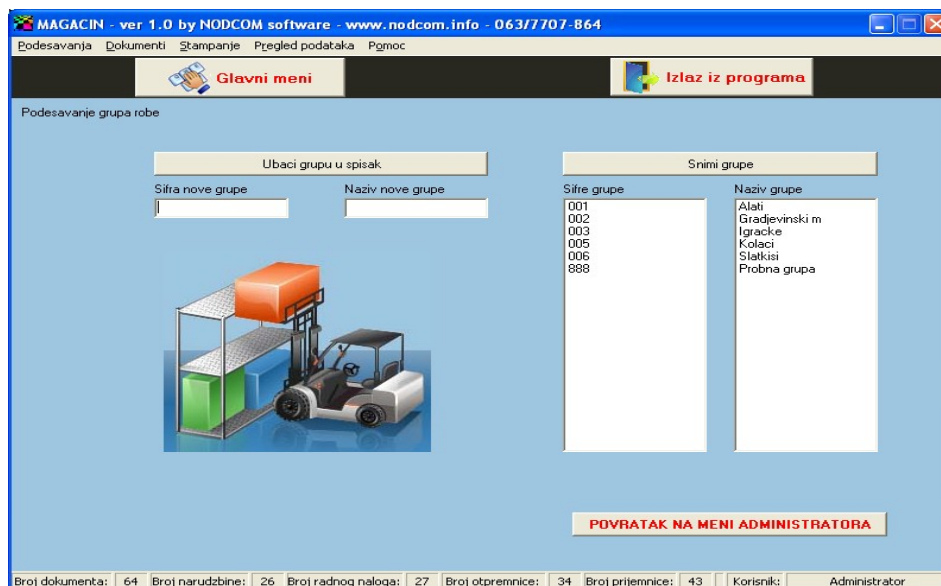 MAGACIN - ver 1.0 by NODCOM software - www.nodcom.info - 063/7707-864
Podesavanja Dokumenti Stampanje Pregled podataka Pomoc
Glavni meni Izlaz iz programa
Podesavanje grupa robe
Ubaci grupu u spisak Snimi grupe
Sifra nove grupe Naziv nove grupe Sifre grupe Naziv grupe
001 Alati
002 Gradjevinski m
003 Igracke
005 Kolaci
006 Slatkisi
888 Probna grupa
POVRATAK NA MENI ADMINISTRATORA
Broj dokumenta: 64 Broj narudzbine: 26 Broj radnog naloga: 27 Broj otpremnice: 34 Broj prijemnice: 43 Korisnik: Administrator